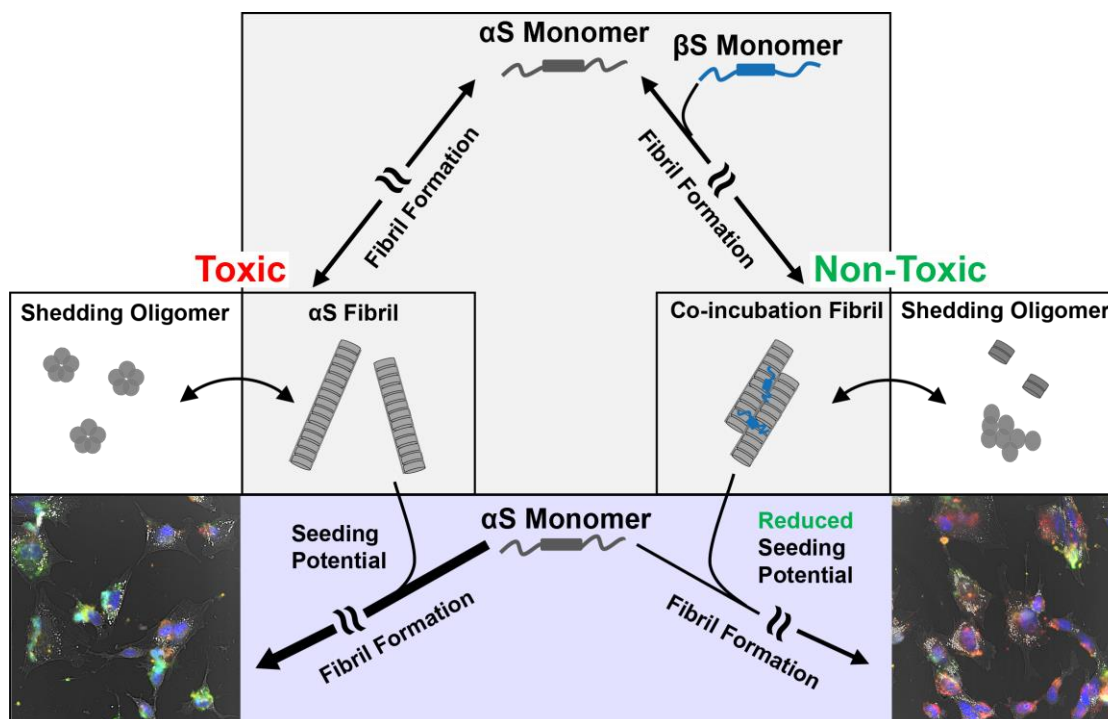 αS Monomer
βS Monomer
Fibril Formation
Fibril Formation
Toxic
Non-Toxic
Shedding Oligomer
αS Fibril
Co-incubation Fibril
Shedding Oligomer
Seeding
Potential
αS Monomer
Reduced
Seeding
Potential
Fibril Formation
Fibril Formation